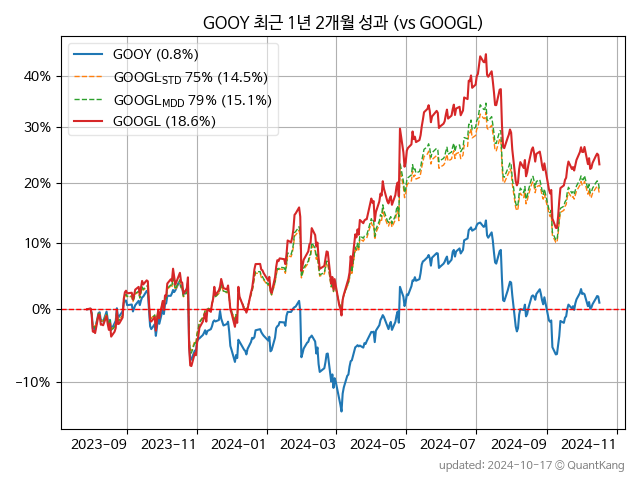 GOOY 최근 1년 2개월 성과 (vs GOOGL)
GOOY (0.8%)
GOOGL_STD 75% (14.5%)
GOOGL_MDD 79% (15.1%)
GOOGL (18.6%)
40%
30%
20%
10%
0%
−10%
2023-09 2023-11 2024-01 2024-03 2024-05 2024-07 2024-09 2024-11
updated: 2024-10-17 © QuantKang